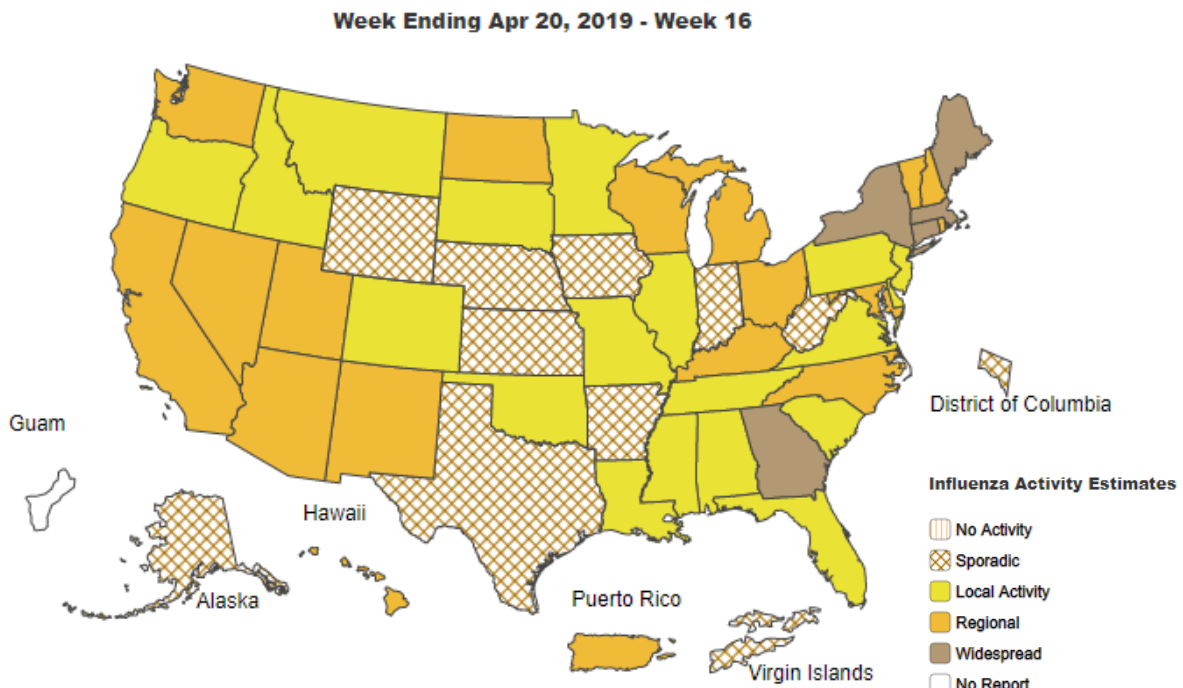 Week Ending Apr 20, 2019 - Week 16
Guam
Hawaii
Alaska
Puerto Rico
Virgin Islands
District of Columbia
Influenza Activity Estimates
No Activity
Sporadic
Local Activity
Regional
Widespread
No Report